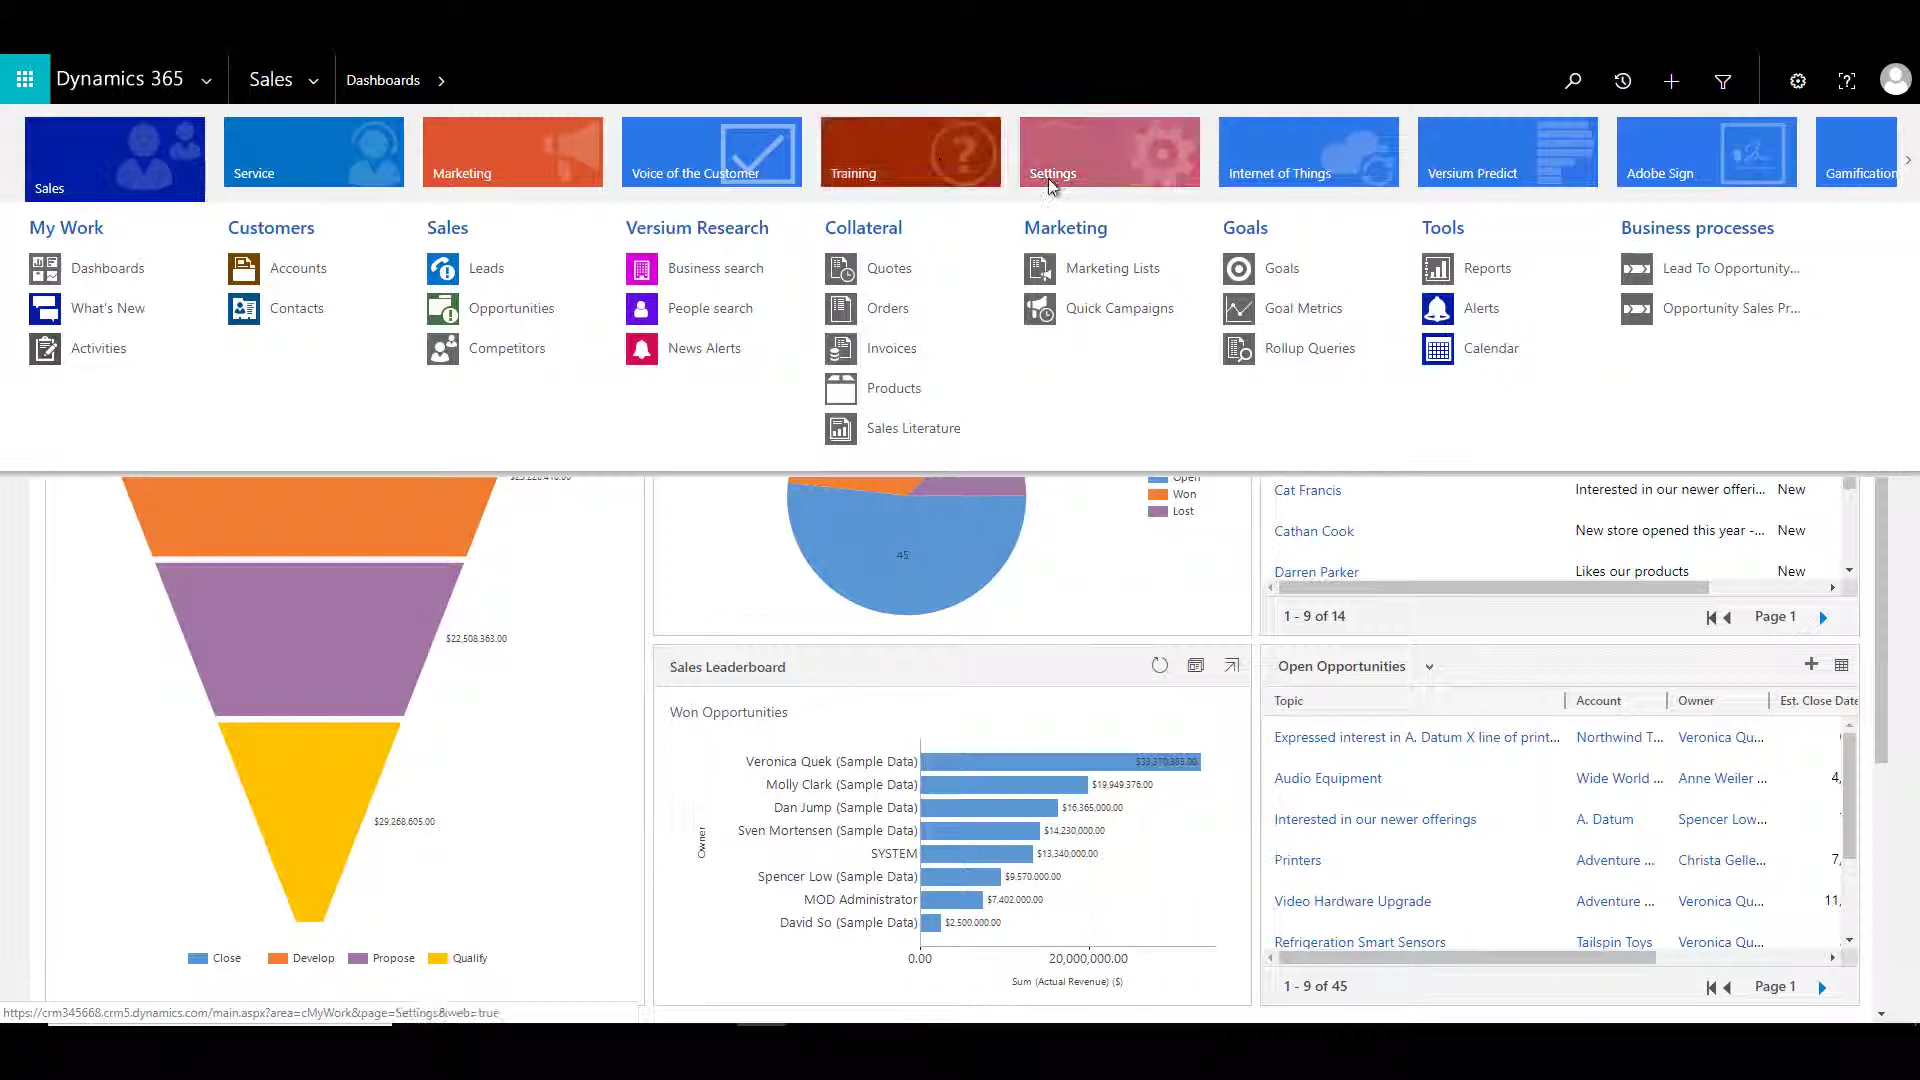 Dynamics 365
Sales
Dashboards
Sales
Service
Marketing
Voice of the Customer
Training
Settings
Internet of Things
Versium Predict
Adobe Sign
Gamification
My Work
Dashboards
What's New
Activities
Customers
Accounts
Contacts
Sales
Leads
Opportunities
Competitors
Versium Research
Business search
People search
News Alerts
Collateral
Quotes
Orders
Invoices
Products
Sales Literature
Marketing
Marketing Lists
Quick Campaigns
Goals
Goals
Goal Metrics
Rollup Queries
Tools
Reports
Alerts
Calendar
Business processes
Lead To Opportunity...
Opportunity Sales Pr...
$22,508,363.00
$29,268,605.00
Close
Develop
Propose
Qualify
45
Open
Won
Lost
Cat Francis Interested in our newer offeri... New
Cathan Cook New store opened this year -... New
Darren Parker Likes our products New
1 - 9 of 14
Page 1
Sales Leaderboard
Won Opportunities
Owner
Veronica Quek (Sample Data) $33,379,385.00
Molly Clark (Sample Data) $19,949,376.00
Dan Jump (Sample Data) $16,365,000.00
Sven Mortensen (Sample Data) $14,230,000.00
SYSTEM $13,340,000.00
Spencer Low (Sample Data) $9,570,000.00
MOD Administrator $7,402,000.00
David So (Sample Data) $2,500,000.00
0.00 20,000,000.00
Sum (Actual Revenue) ($)
Open Opportunities
Topic Account Owner Est. Close Date
Expressed interest in A. Datum X line of print... Northwind T... Veronica Qu...
Audio Equipment Wide World ... Anne Weiler ... 4,
Interested in our newer offerings A. Datum Spencer Low...
Printers Adventure ... Christa Gelle... 7,
Video Hardware Upgrade Adventure ... Veronica Qu... 11,
Refrigeration Smart Sensors Tailspin Toys Veronica Qu...
1 - 9 of 45
Page 1
https://crm345668.crm5.dynamics.com/main.aspx?area=cMyWork&page=Settings&web=true